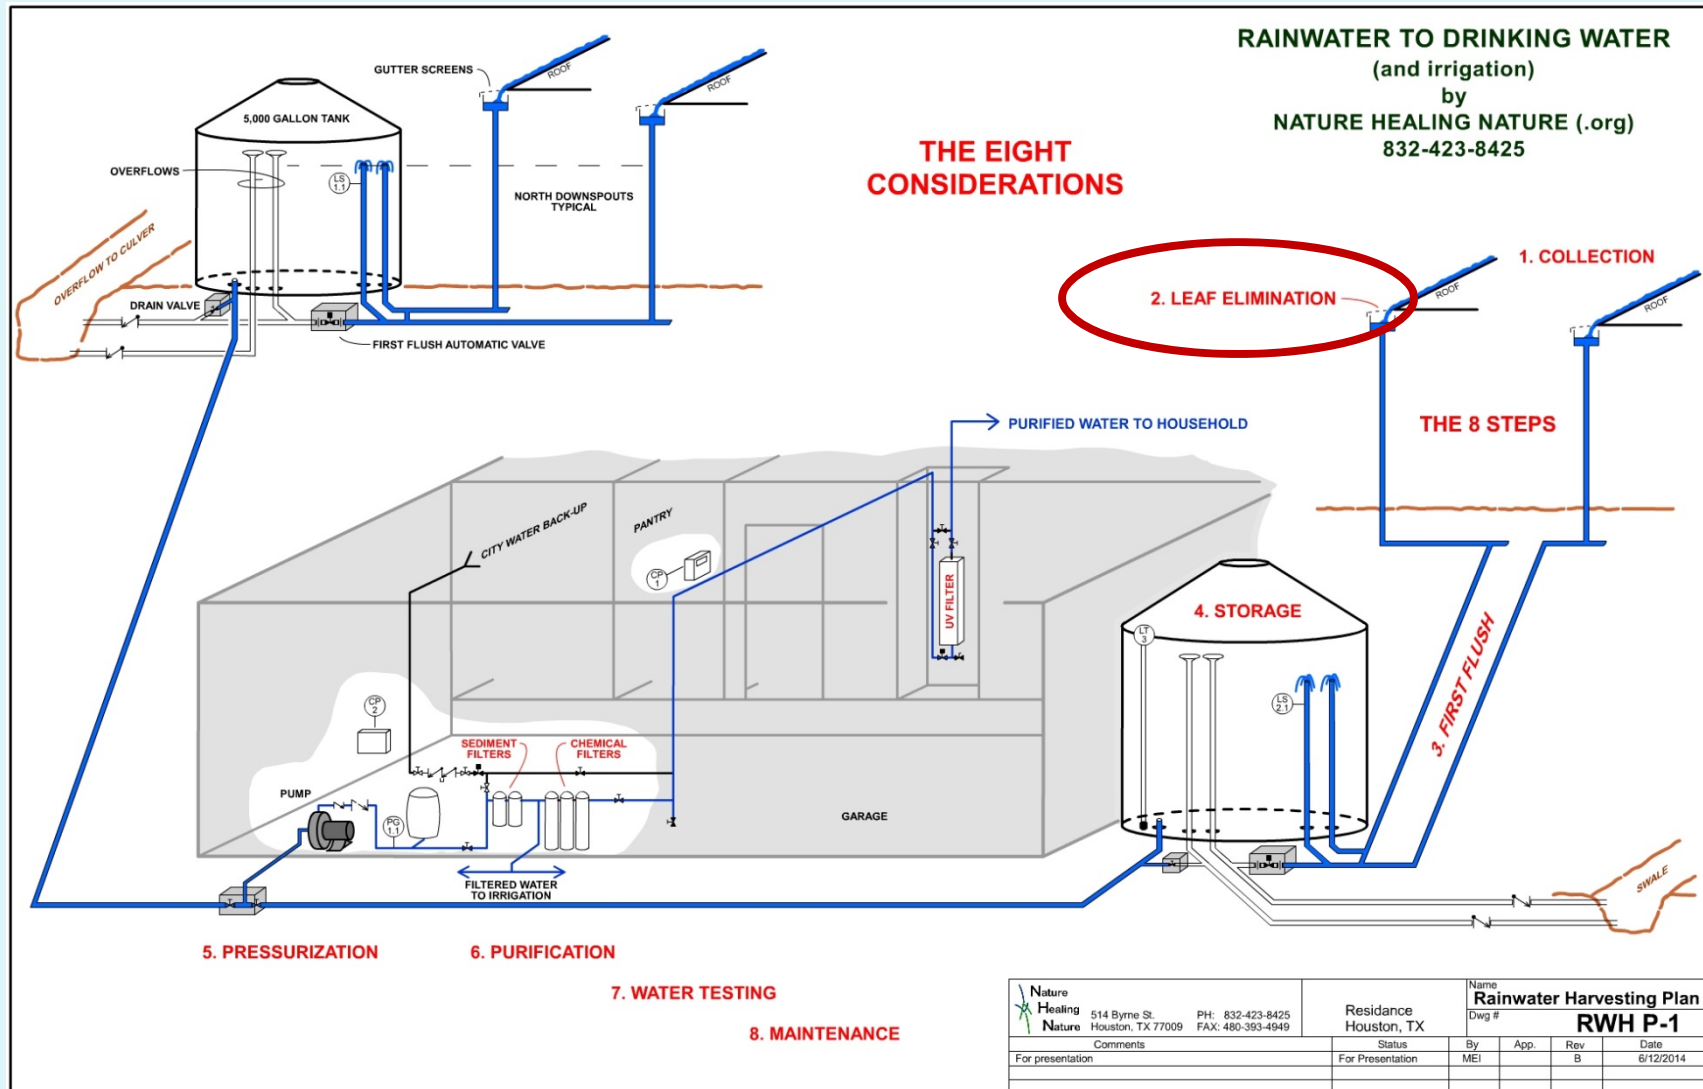 RAINWATER TO DRINKING WATER
(and irrigation)
by
NATURE HEALING NATURE (.org)
832-423-8425
THE EIGHT
CONSIDERATIONS
GUTTER SCREENS
ROOF
ROOF
5,000 GALLON TANK
OVERFLOWS
LS
1.1
NORTH DOWNSPOUTS
TYPICAL
OVERFLOW TO CULVER
DRAIN VALVE
FIRST FLUSH AUTOMATIC VALVE
1. COLLECTION
2. LEAF ELIMINATION
ROOF
ROOF
THE 8 STEPS
PURIFIED WATER TO HOUSEHOLD
CITY WATER BACK-UP
PANTRY
CP
1
UV FILTER
4. STORAGE
LT
3
LS
2.1
3. FIRST FLUSH
CP
2
SEDIMENT
FILTERS
CHEMICAL
FILTERS
PUMP
PG
1.1
GARAGE
FILTERED WATER
TO IRRIGATION
SWALE
5. PRESSURIZATION
6. PURIFICATION
7. WATER TESTING
8. MAINTENANCE
Nature
Healing
Nature
514 Byrne St. PH: 832-423-8425
Houston, TX 77009 FAX: 480-393-4949
Residance
Houston, TX
Name
Rainwater Harvesting Plan
Dwg #
RWH P-1
Comments Status By App. Rev Date
For presentation For Presentation MEI B 6/12/2014